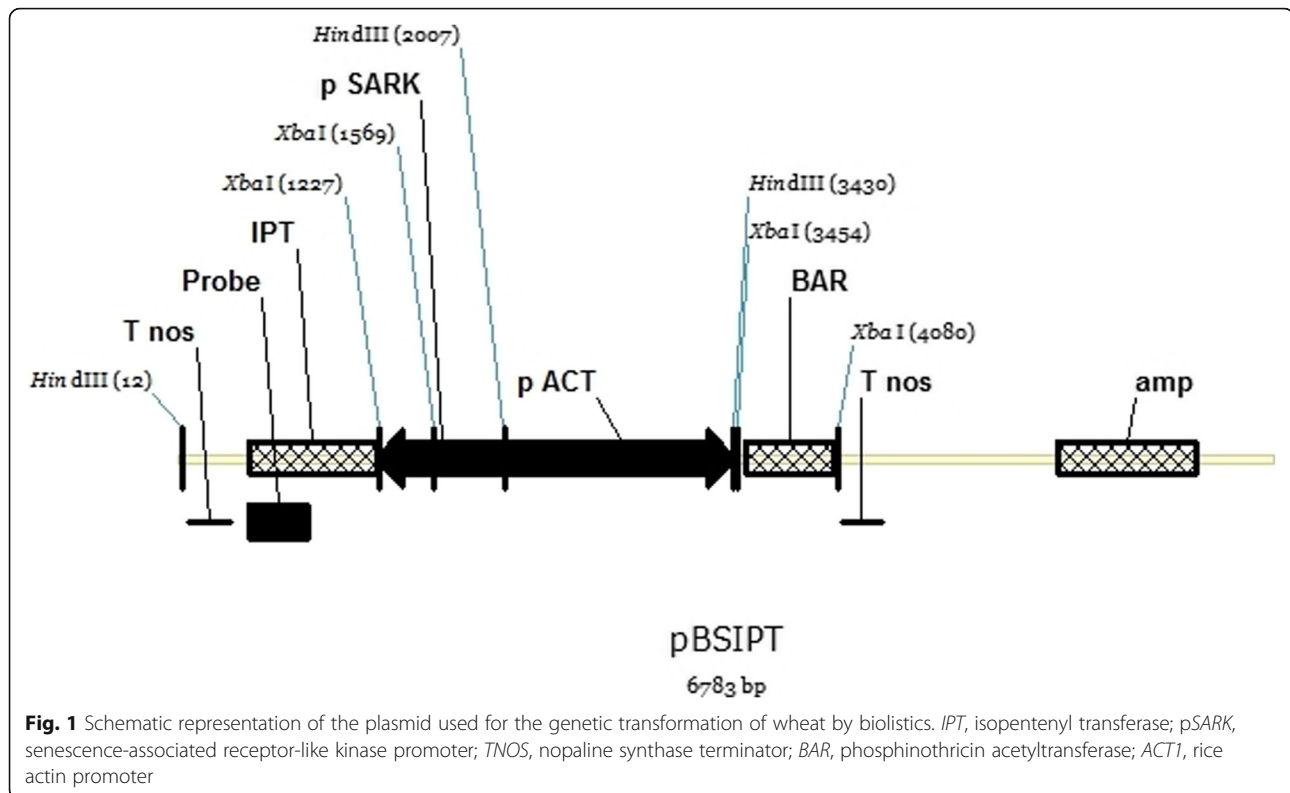 HindIII (2007)
p SARK
XbaI (1569)
XbaI (1227)
HindIII (3430)
IPT
XbaI (3454)
Probe
BAR
T nos
XbaI (4080)
HindIII (12)
p ACT
T nos
amp
pBSIPT
6783 bp
Fig. 1 Schematic representation of the plasmid used for the genetic transformation of wheat by biolistics. IPT, isopentenyl transferase; pSARK,
senescence-associated receptor-like kinase promoter; TNOS, nopaline synthase terminator; BAR, phosphinothricin acetyltransferase; ACT1, rice
actin promoter